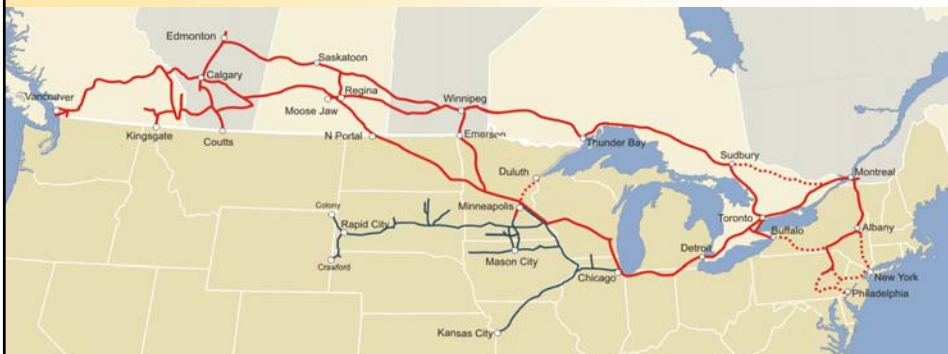 Edmonton
Saskatoon
Calgary
Vancouver
Regina
Moose Jaw
Winnipeg
Kingsgate
Coutts
N Portal
Emerson
Thunder Bay
Sudbury
Montreal
Duluth
Minneapolis
Toronto
Buffalo
Albany
Colony
Rapid City
Crawford
Mason City
Chicago
Detroit
New York
Philadelphia
Kansas City